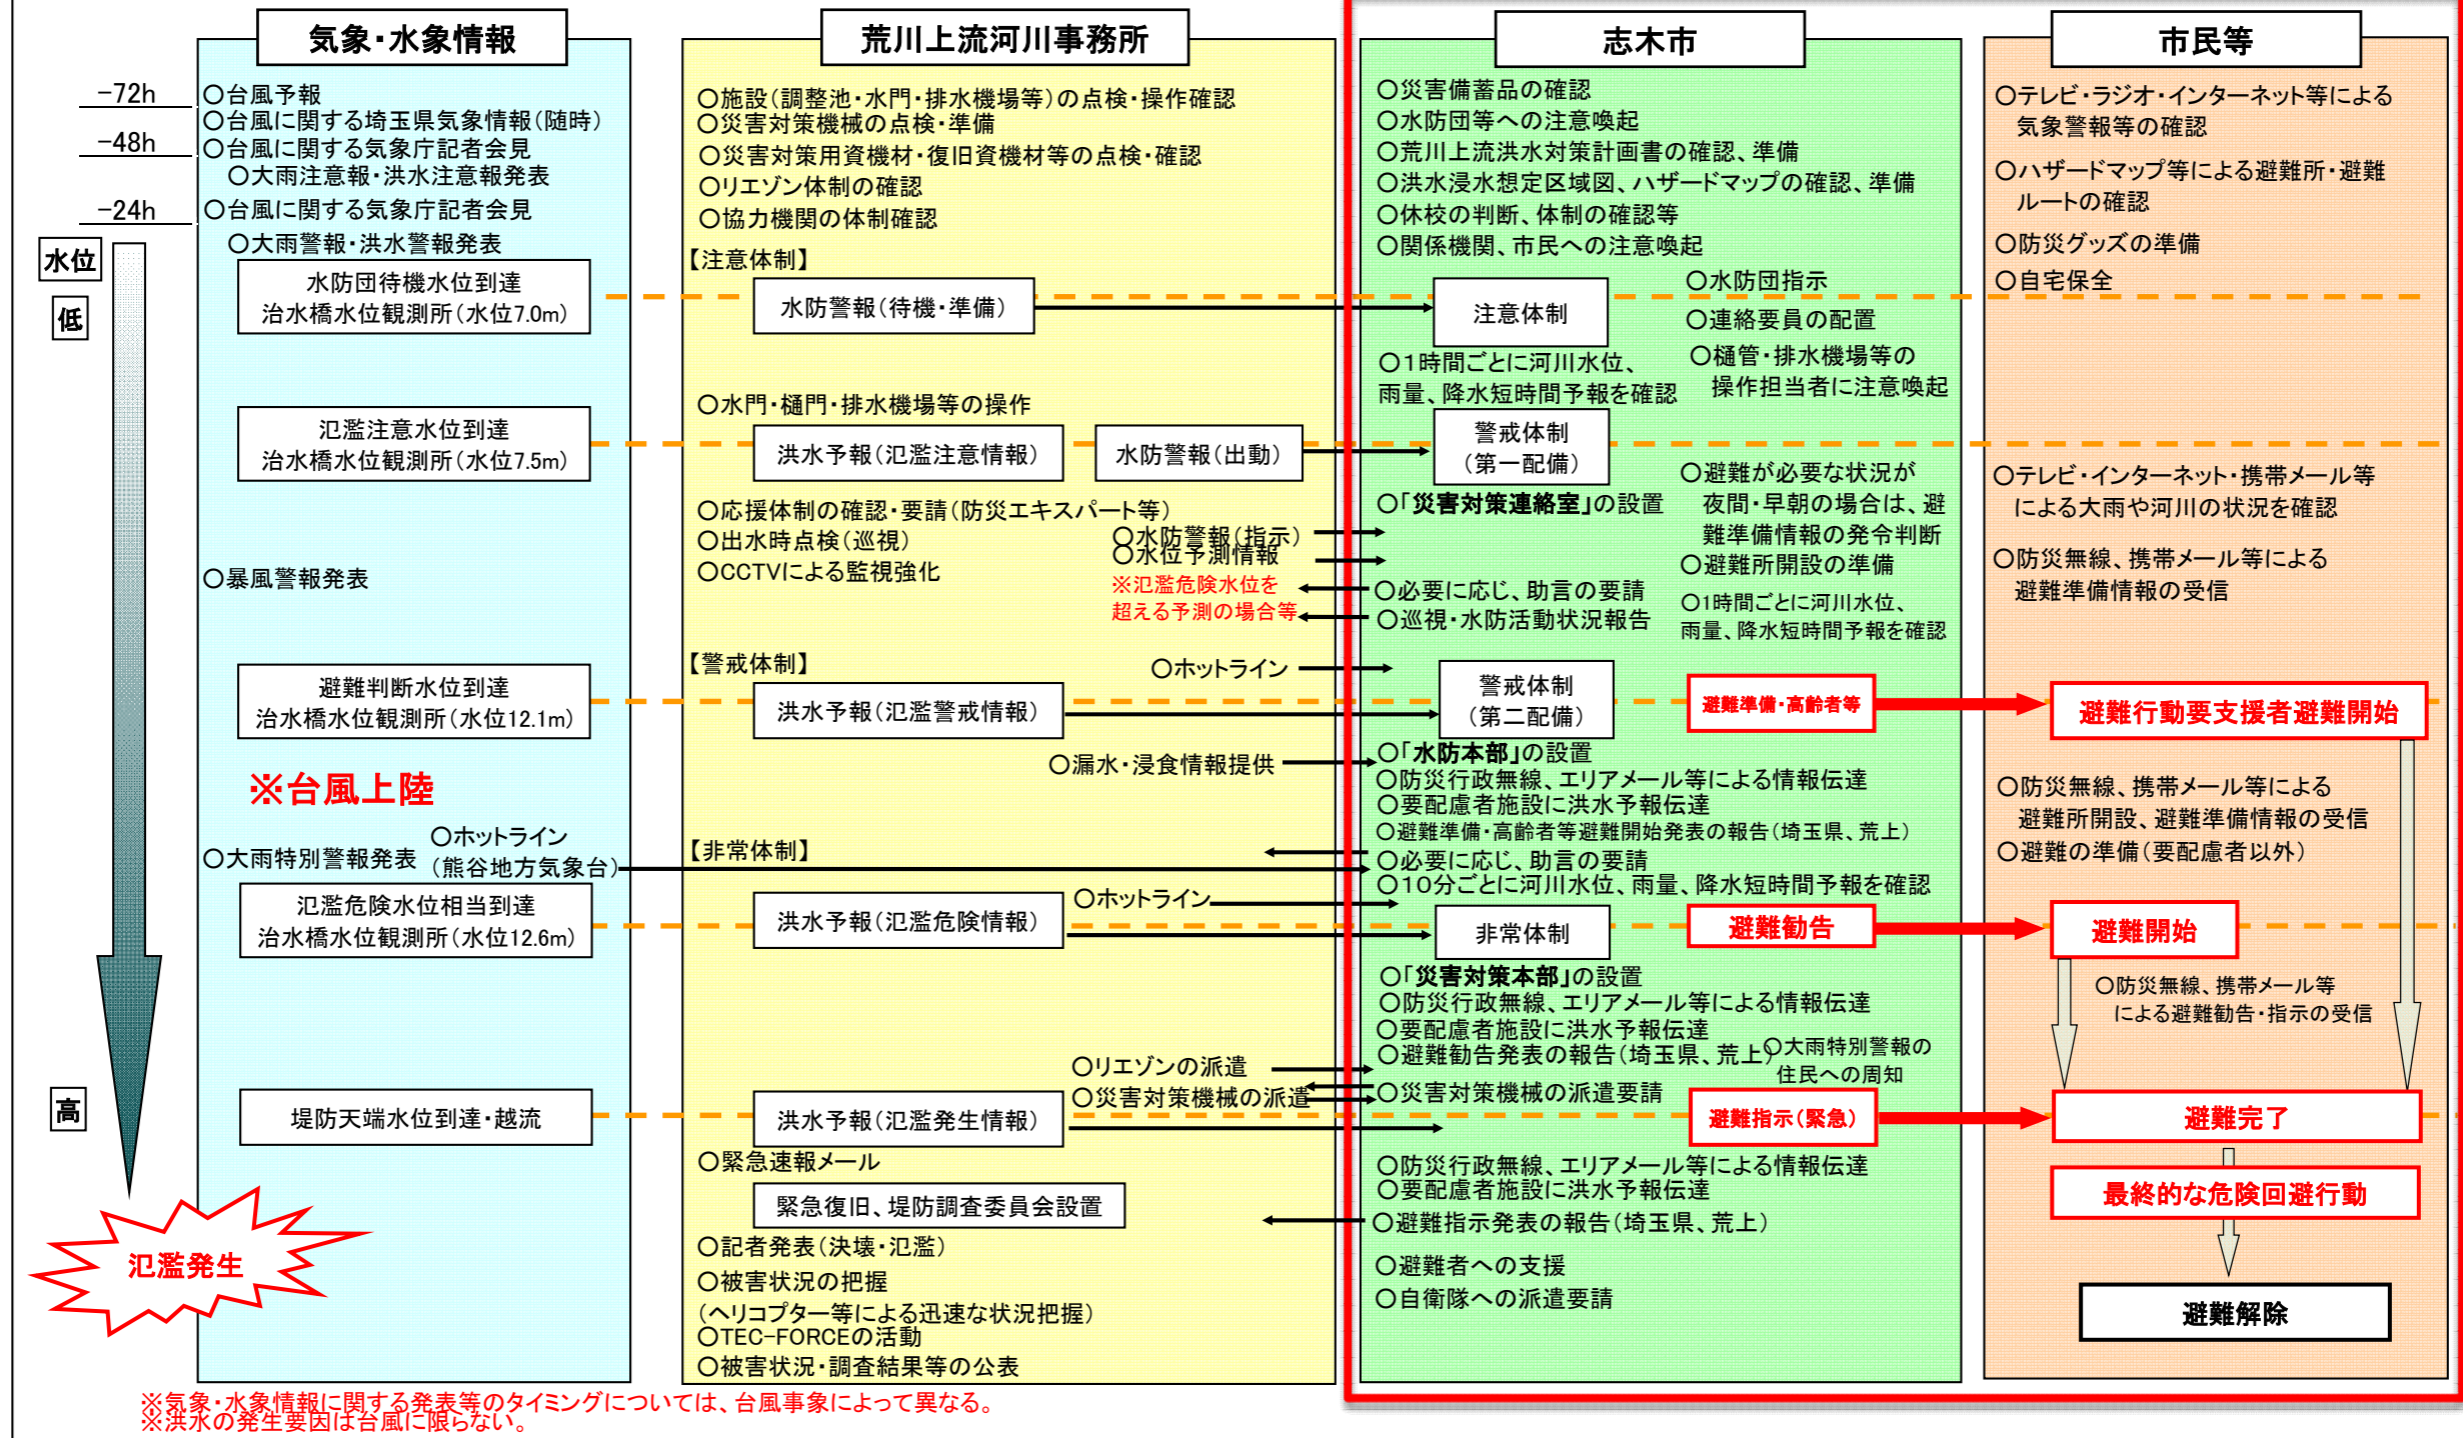 気象・水象情報
-72h
-48h
-24h
水位
低
高
○台風予報
○台風に関する埼玉県気象情報(随時)
○台風に関する気象庁記者会見
○大雨注意報・洪水注意報発表
○台風に関する気象庁記者会見
○大雨警報・洪水警報発表
水防団待機水位到達
治水橋水位観測所(水位7.0m)
氾濫注意水位到達
治水橋水位観測所(水位7.5m)
○暴風警報発表
避難判断水位到達
治水橋水位観測所(水位12.1m)
※台風上陸
○ホットライン
(熊谷地方気象台)
○大雨特別警報発表
氾濫危険水位相当到達
治水橋水位観測所(水位12.6m)
堤防天端水位到達・越流
氾濫発生
荒川上流河川事務所
○施設(調整池・水門・排水機場等)の点検・操作確認
○災害対策機械の点検・準備
○災害対策用資機材・復旧資機材等の点検・確認
○リエゾン体制の確認
○協力機関の体制確認
【注意体制】
水防警報(待機・準備)
○水門・樋門・排水機場等の操作
洪水予報(氾濫注意情報)
水防警報(出動)
○応援体制の確認・要請(防災エキスパート等)
○出水時点検(巡視)
○CCTVによる監視強化
○水防警報(指示)
○水位予測情報
※氾濫危険水位を
超える予測の場合等
【警戒体制】
○ホットライン
洪水予報(氾濫警戒情報)
○漏水・浸食情報提供
【非常体制】
○ホットライン
洪水予報(氾濫危険情報)
○リエゾンの派遣
○災害対策機械の派遣
洪水予報(氾濫発生情報)
○緊急速報メール
緊急復旧、堤防調査委員会設置
○記者発表(決壊・氾濫)
○被害状況の把握
(ヘリコプター等による迅速な状況把握)
○TEC-FORCEの活動
○被害状況・調査結果等の公表
志木市
○災害備蓄品の確認
○水防団等への注意喚起
○荒川上流洪水対策計画書の確認、準備
○洪水浸水想定区域図、ハザードマップの確認、準備
○休校の判断、体制の確認等
○関係機関、市民への注意喚起
注意体制
○水防団指示
○連絡要員の配置
○樋管・排水機場等の
操作担当者に注意喚起
○1時間ごとに河川水位、
雨量、降水短時間予報を確認
警戒体制
(第一配備)
○「災害対策連絡室」の設置
○避難が必要な状況が
夜間・早朝の場合は、避
難準備情報の発令判断
○避難所開設の準備
○1時間ごとに河川水位、
雨量、降水短時間予報を確認
○必要に応じ、助言の要請
○巡視・水防活動状況報告
警戒体制
(第二配備)
避難準備・高齢者等
○「水防本部」の設置
○防災行政無線、エリアメール等による情報伝達
○要配慮者施設に洪水予報伝達
○避難準備・高齢者等避難開始発表の報告(埼玉県、荒上)
○必要に応じ、助言の要請
○10分ごとに河川水位、雨量、降水短時間予報を確認
非常体制
避難勧告
○「災害対策本部」の設置
○防災行政無線、エリアメール等による情報伝達
○要配慮者施設に洪水予報伝達
○避難勧告発表の報告(埼玉県、荒上)
○大雨特別警報の
住民への周知
○災害対策機械の派遣要請
避難指示(緊急)
○防災行政無線、エリアメール等による情報伝達
○要配慮者施設に洪水予報伝達
○避難指示発表の報告(埼玉県、荒上)
○避難者への支援
○自衛隊への派遣要請
市民等
○テレビ・ラジオ・インターネット等による
気象警報等の確認
○ハザードマップ等による避難所・避難
ルートの確認
○防災グッズの準備
○自宅保全
○テレビ・インターネット・携帯メール等
による大雨や河川の状況を確認
○防災無線、携帯メール等による
避難準備情報の受信
避難行動要支援者避難開始
○防災無線、携帯メール等による
避難所開設、避難準備情報の受信
○避難の準備(要配慮者以外)
避難開始
○防災無線、携帯メール等
による避難勧告・指示の受信
避難完了
最終的な危険回避行動
避難解除
※気象・水象情報に関する発表等のタイミングについては、台風事象によって異なる。
※洪水の発生要因は台風に限らない。